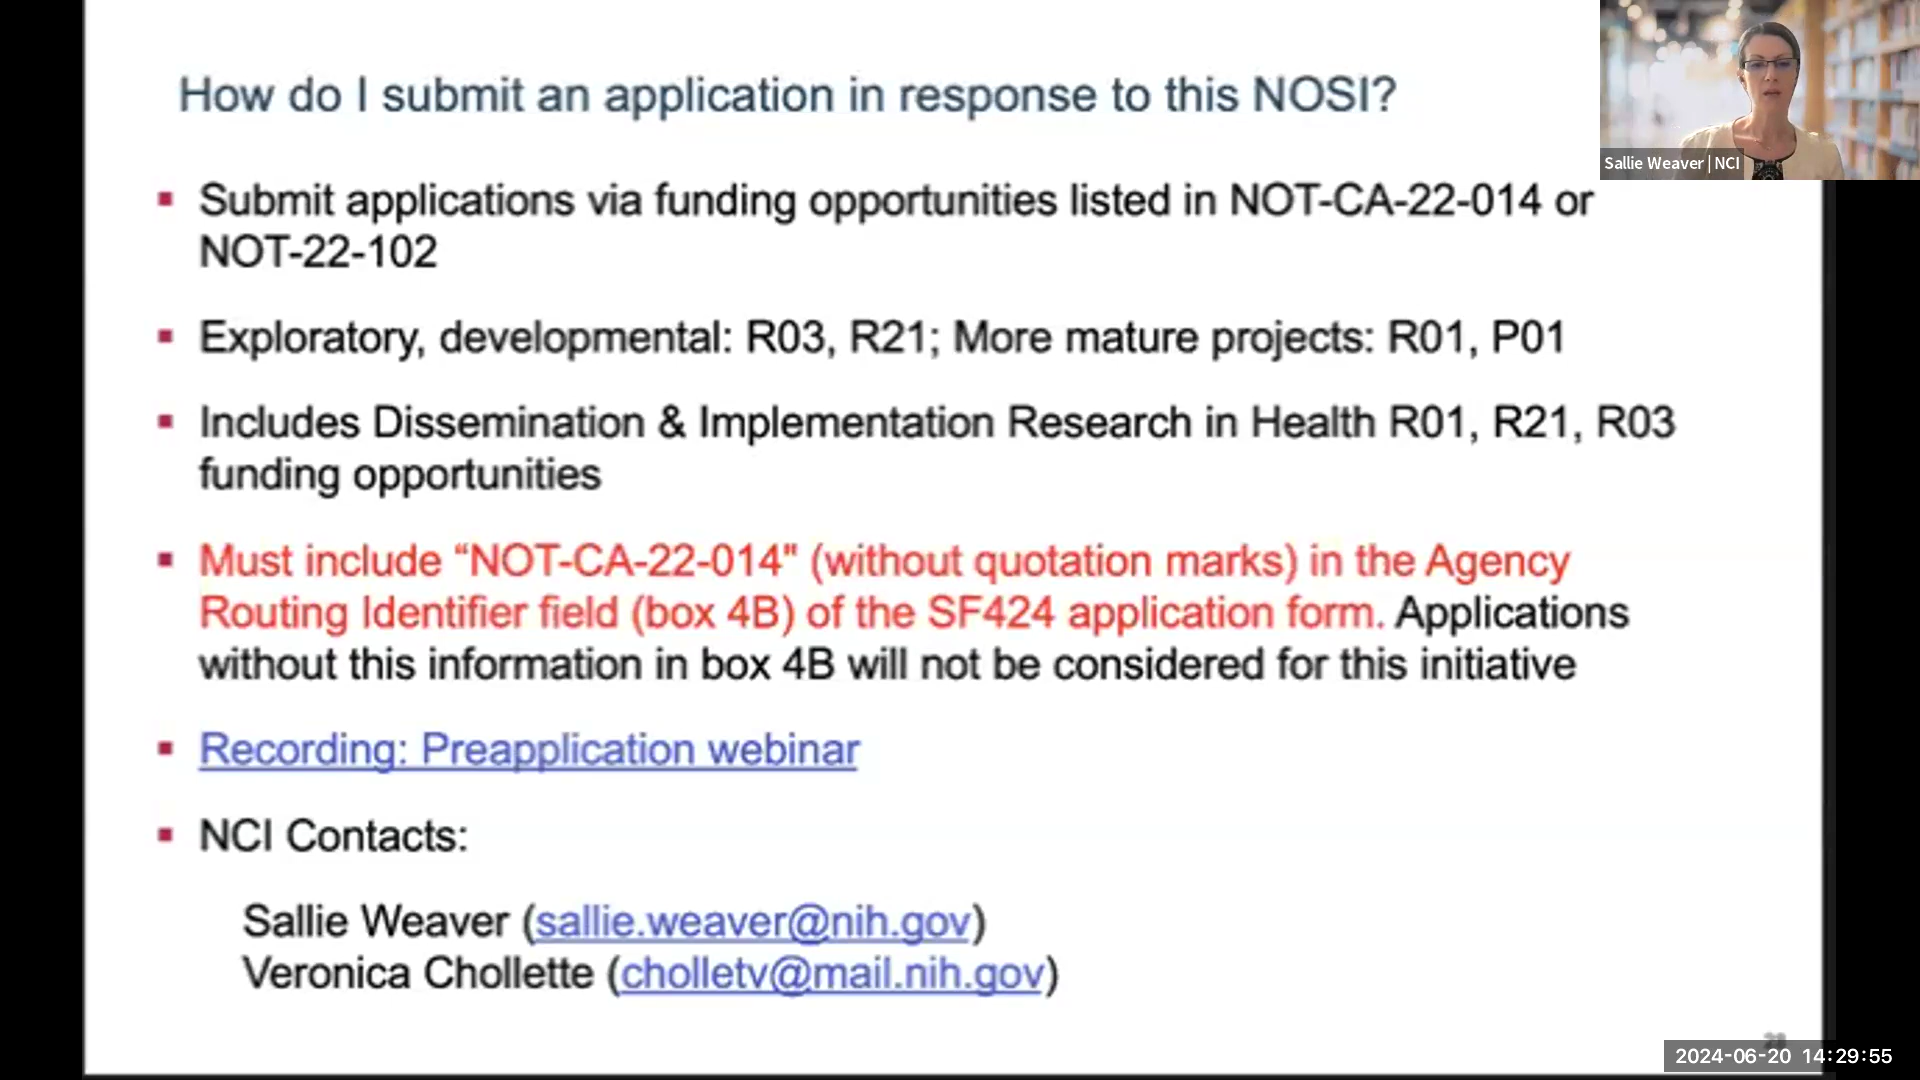 How do I submit an application in response to this NOSI?
Sallie Weaver | NCI
▪ Submit applications via funding opportunities listed in NOT-CA-22-014 or
NOT-22-102
▪ Exploratory, developmental: R03, R21; More mature projects: R01, P01
▪ Includes Dissemination & Implementation Research in Health R01, R21, R03
funding opportunities
▪ Must include “NOT-CA-22-014" (without quotation marks) in the Agency
Routing Identifier field (box 4B) of the SF424 application form. Applications
without this information in box 4B will not be considered for this initiative
▪ Recording: Preapplication webinar
▪ NCI Contacts:
Sallie Weaver (sallie.weaver@nih.gov)
Veronica Chollette (cholletv@mail.nih.gov)
2024-06-20 14:29:55